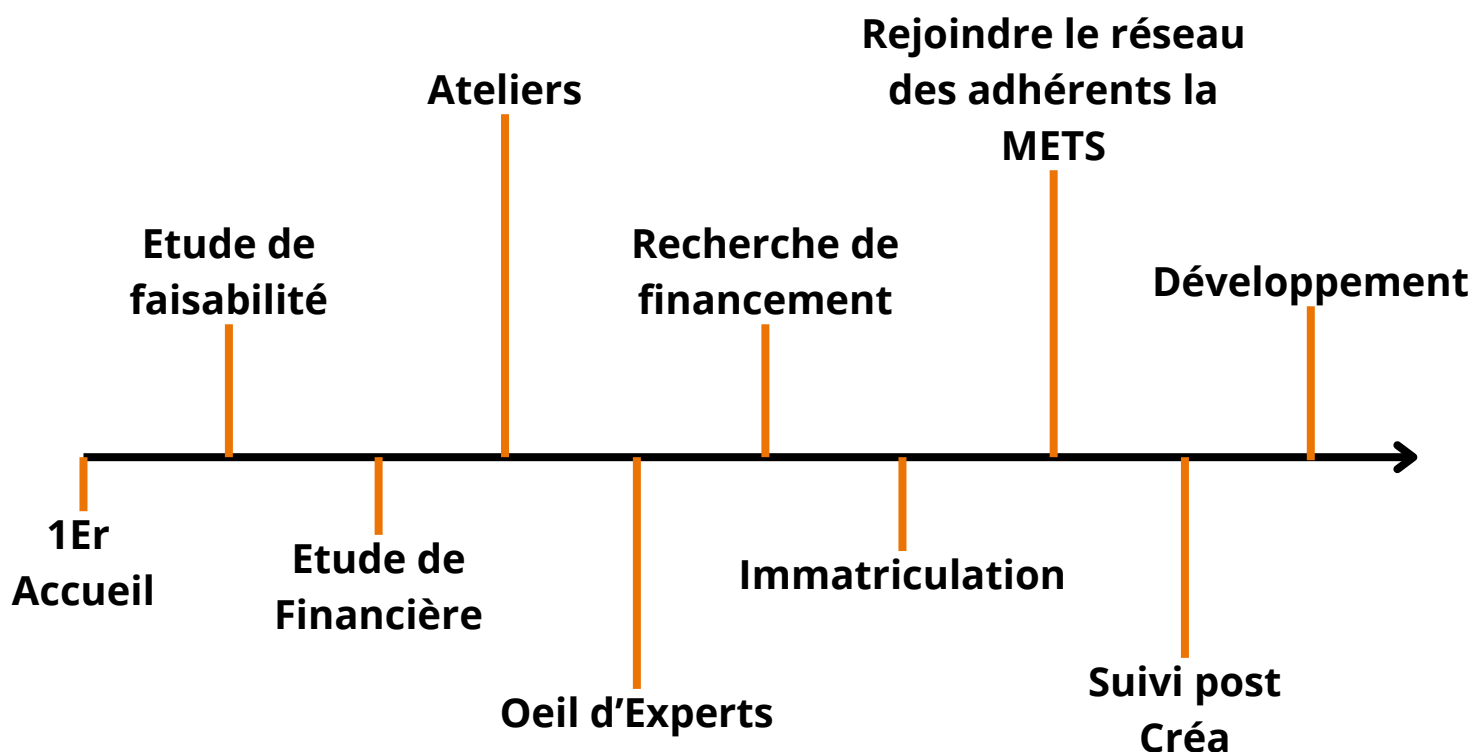 1Er
Accueil
Etude de
faisabilité
Etude de
Financière
Ateliers
Oeil d’Experts
Recherche de
financement
Immatriculation
Rejoindre le réseau
des adhérents la
METS
Suivi post
Créa
Développement